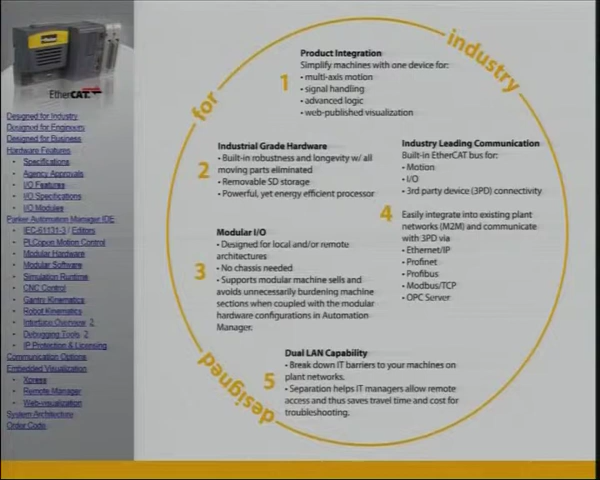 Parker
EtherCAT
Designed for Industry
Designed for Engineers
Designed for Business
Hardware Features
• Specifications
• Agency Approvals
• I/O Features
• I/O Specifications
• I/O Modules
Parker Automation Manager IDE
• IEC-61131-3 / Editors
• PLCopen Motion Control
• Modular Hardware
• Modular Software
• Simulation Runtime
• CNC Control
• Gantry Kinematics
• Robot Kinematics
• Interface Overview 2
• Debugging Tools 2
• IP Protection & Licensing
Communication Options
Embedded Visualization
• Xpress
• Remote Manager
• Web-visualization
System Architecture
Order Code
designed
for
industry
1
Product Integration
Simplify machines with one device for:
• multi-axis motion
• signal handling
• advanced logic
• web-published visualization
2
Industrial Grade Hardware
• Built-in robustness and longevity w/ all
moving parts eliminated
• Removable SD storage
• Powerful, yet energy efficient processor
3
Modular I/O
• Designed for local and/or remote
architectures
• No chassis needed
• Supports modular machine sells and
avoids unnecessarily burdening machine
sections when coupled with the modular
hardware configurations in Automation
Manager.
4
Industry Leading Communication
Built-in EtherCAT bus for:
• Motion
• I/O
• 3rd party device (3PD) connectivity
Easily integrate into existing plant
networks (M2M) and communicate
with 3PD via
• Ethernet/IP
• Profinet
• Profibus
• Modbus/TCP
• OPC Server
5
Dual LAN Capability
• Break down IT barriers to your machines on
plant networks.
• Separation helps IT managers allow remote
access and thus saves travel time and cost for
troubleshooting.